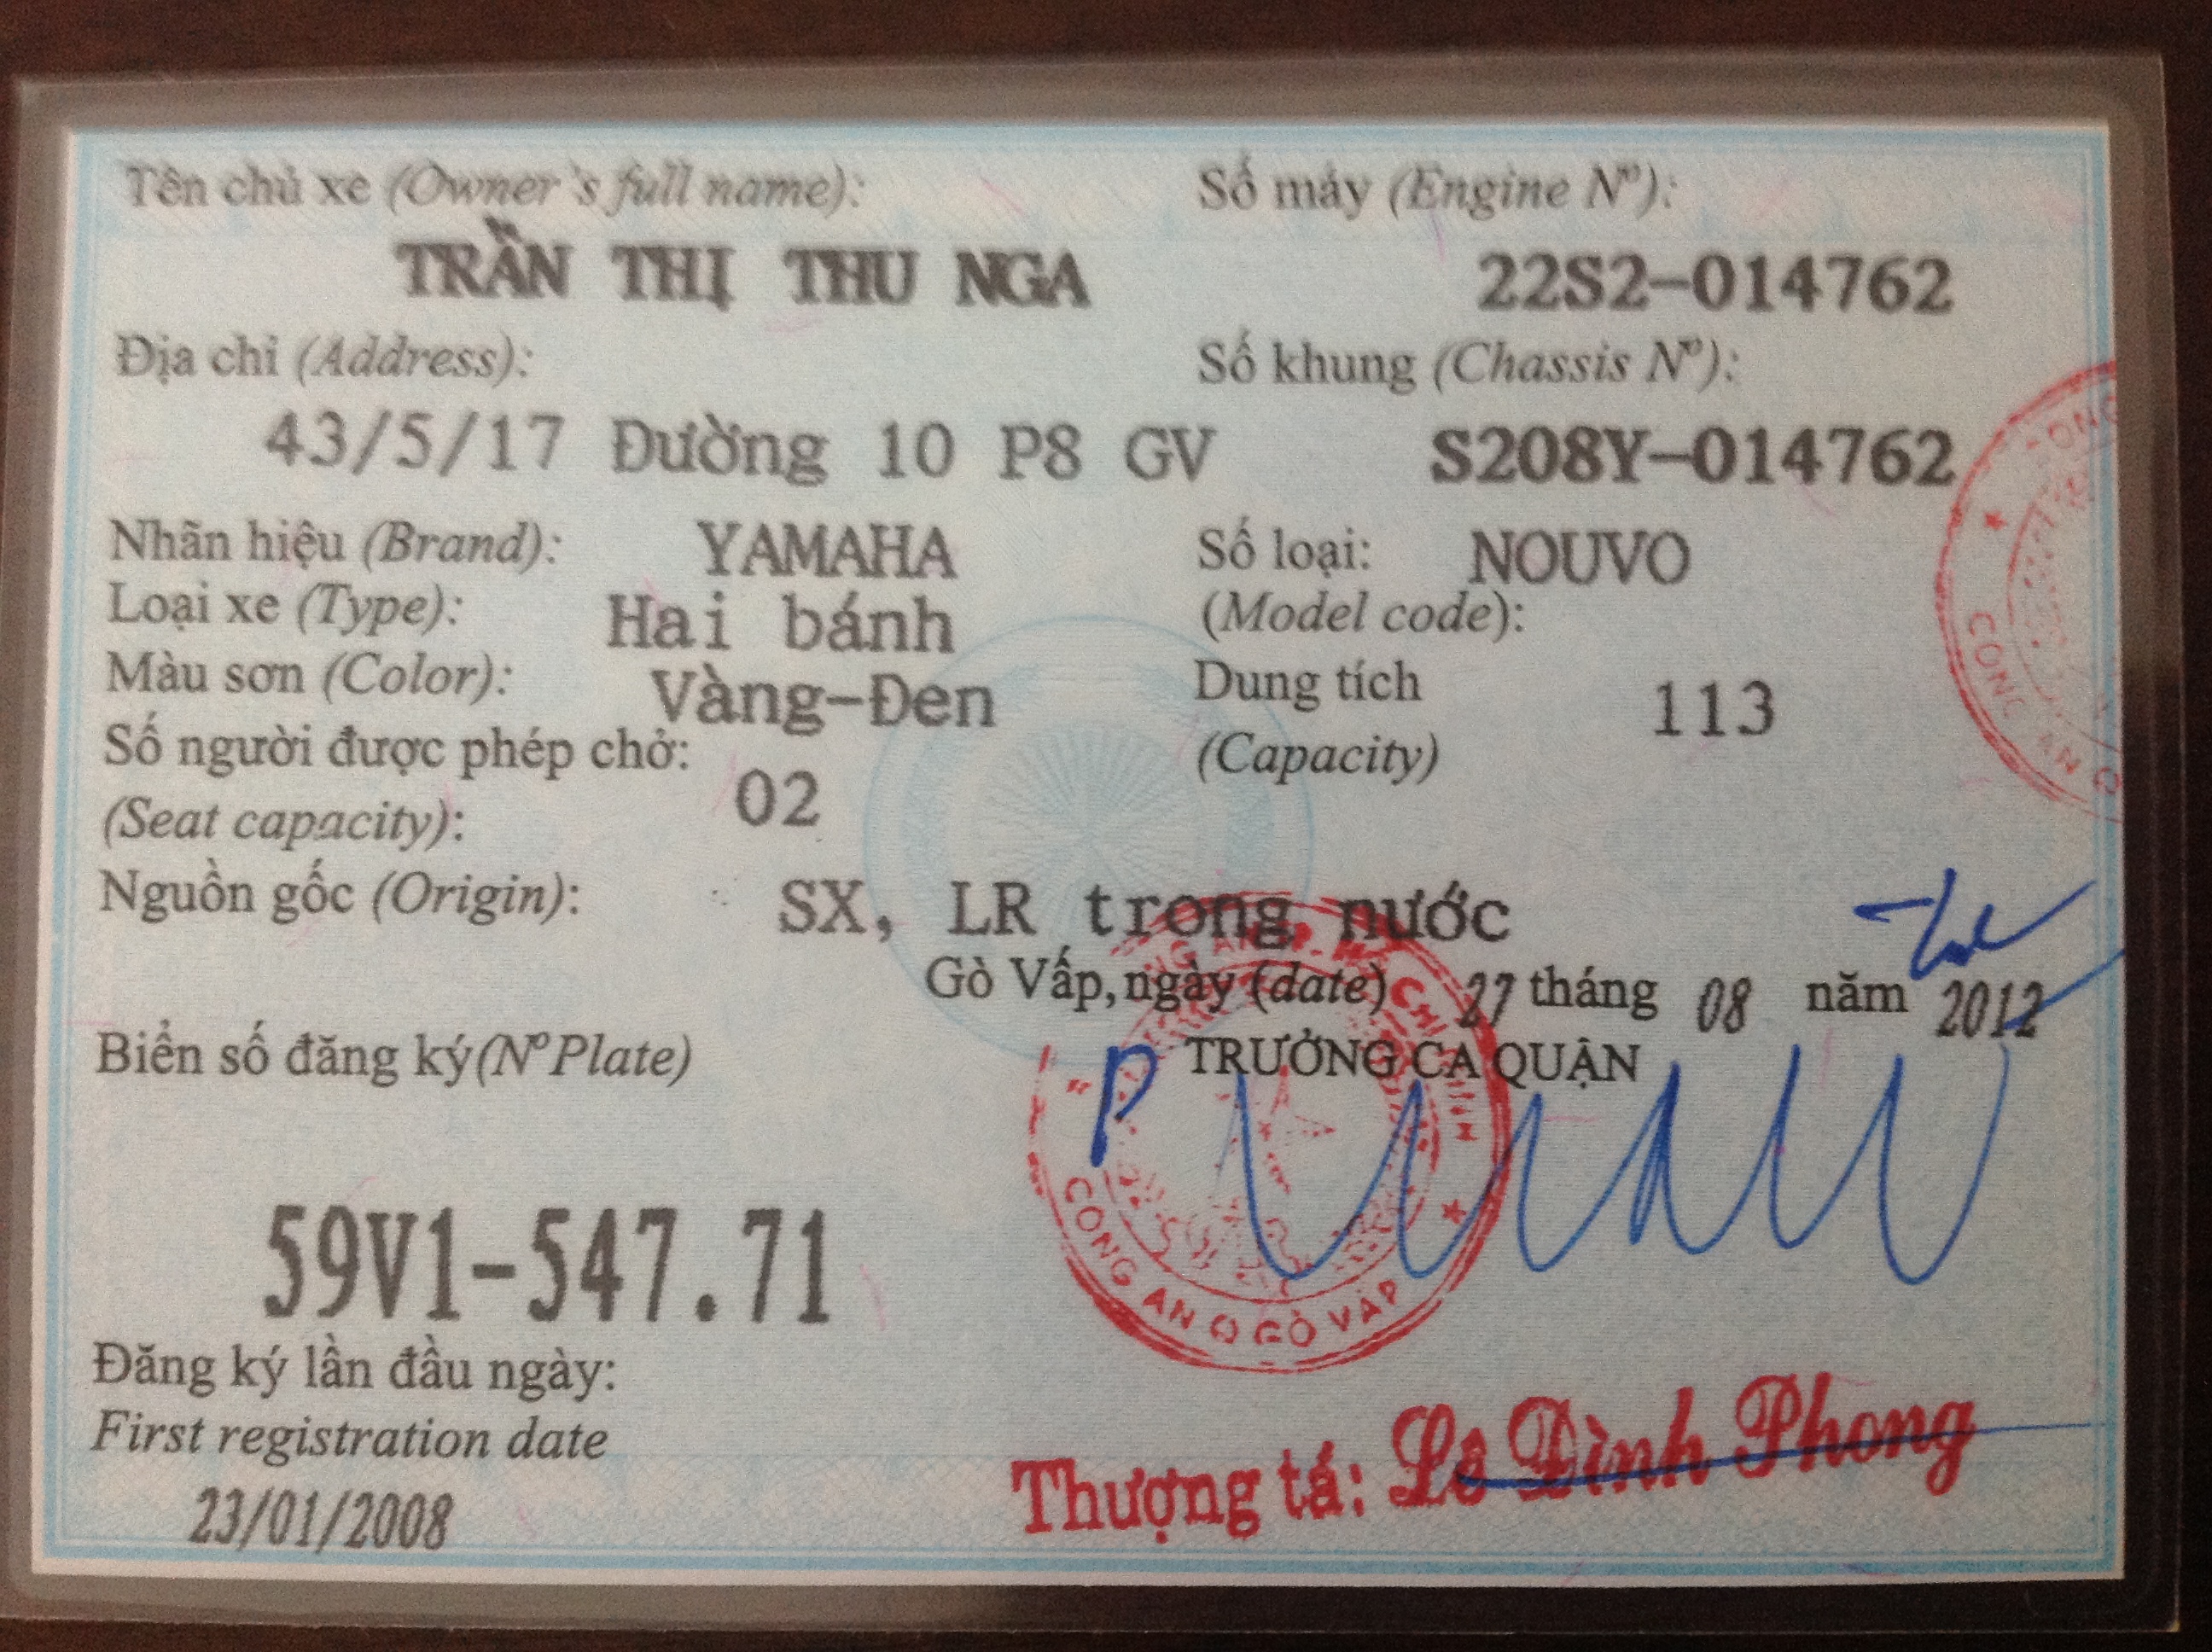 Tên chủ xe (Owner's full name):
TRẦN THỊ THU NGA
Số máy (Engine Nº):
22S2-014762
Địa chỉ (Address):
43/5/17 Đường 10 P8 GV
Số khung (Chassis Nº):
S208Y-014762
Nhãn hiệu (Brand): YAMAHA
Số loại: NOUVO
(Model code):
Loại xe (Type): Hai bánh
Màu sơn (Color): Vàng-Đen
Dung tích 113
(Capacity)
Số người được phép chở: 02
(Seat capacity):
Nguồn gốc (Origin): SX, LR trong nước
Gò Vấp, ngày (date) 27 tháng 08 năm 2012
TRƯỞNG CA QUẬN
P
CÔNG AN Q GÒ VẤP
CÔNG AN Q
Biển số đăng ký(Nº Plate)
59V1-547.71
Đăng ký lần đầu ngày:
First registration date
23/01/2008
Thượng tá: Lê Đình Phong